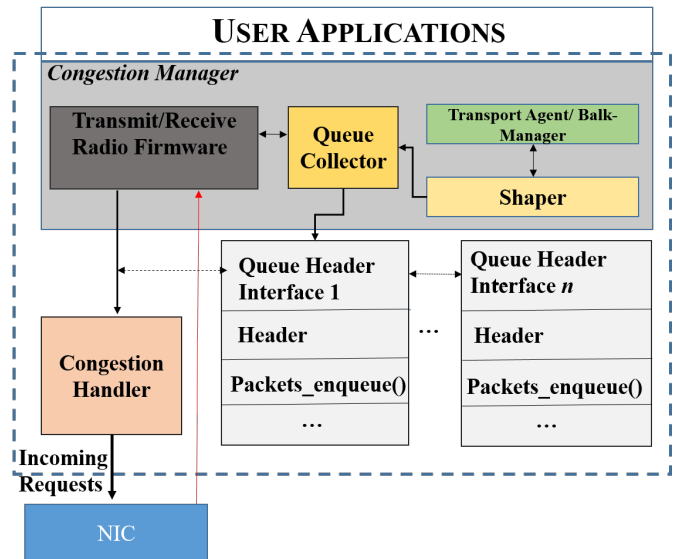 USER APPLICATIONS
Congestion Manager
Transmit/Receive
Radio Firmware
Queue
Collector
Transport Agent/ Balk-
Manager
Shaper
Queue Header
Interface 1
Header
Packets_enqueue()
...
...
Queue Header
Interface n
Header
Packets_enqueue()
...
Congestion
Handler
Incoming
Requests
NIC